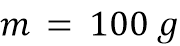 m = 100 g